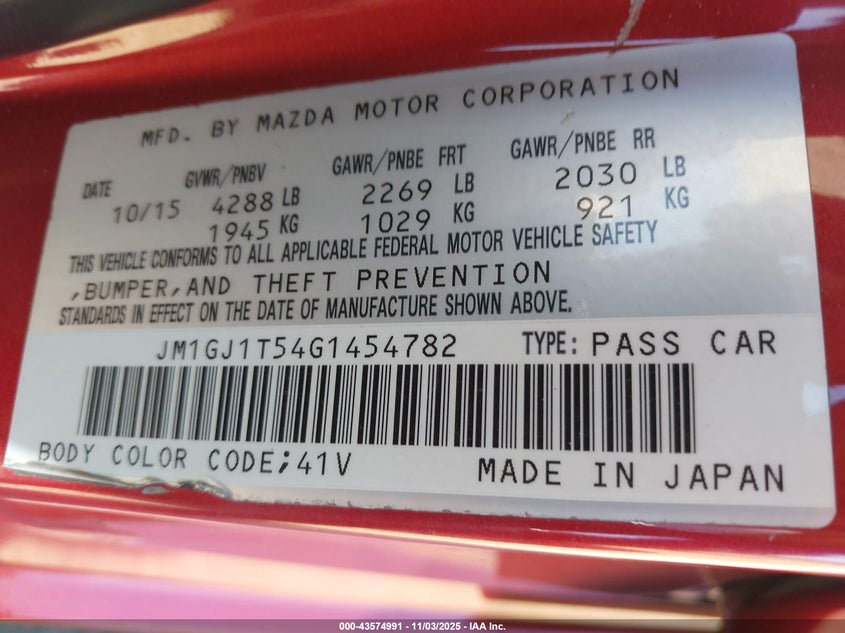 MFD. BY MAZDA MOTOR CORPORATION
DATE GVWR/PNBV GAWR/PNBE FRT GAWR/PNBE RR
10/15 4288 LB 2269 LB 2030 LB
1945 KG 1029 KG 921 KG
THIS VEHICLE CONFORMS TO ALL APPLICABLE FEDERAL MOTOR VEHICLE SAFETY
,BUMPER,AND THEFT PREVENTION
STANDARDS IN EFFECT ON THE DATE OF MANUFACTURE SHOWN ABOVE.
JM1GJ1T54G1454782 TYPE: PASS CAR
BODY COLOR CODE;41V MADE IN JAPAN
000-43574991 - 11/03/2025 - IAA Inc.